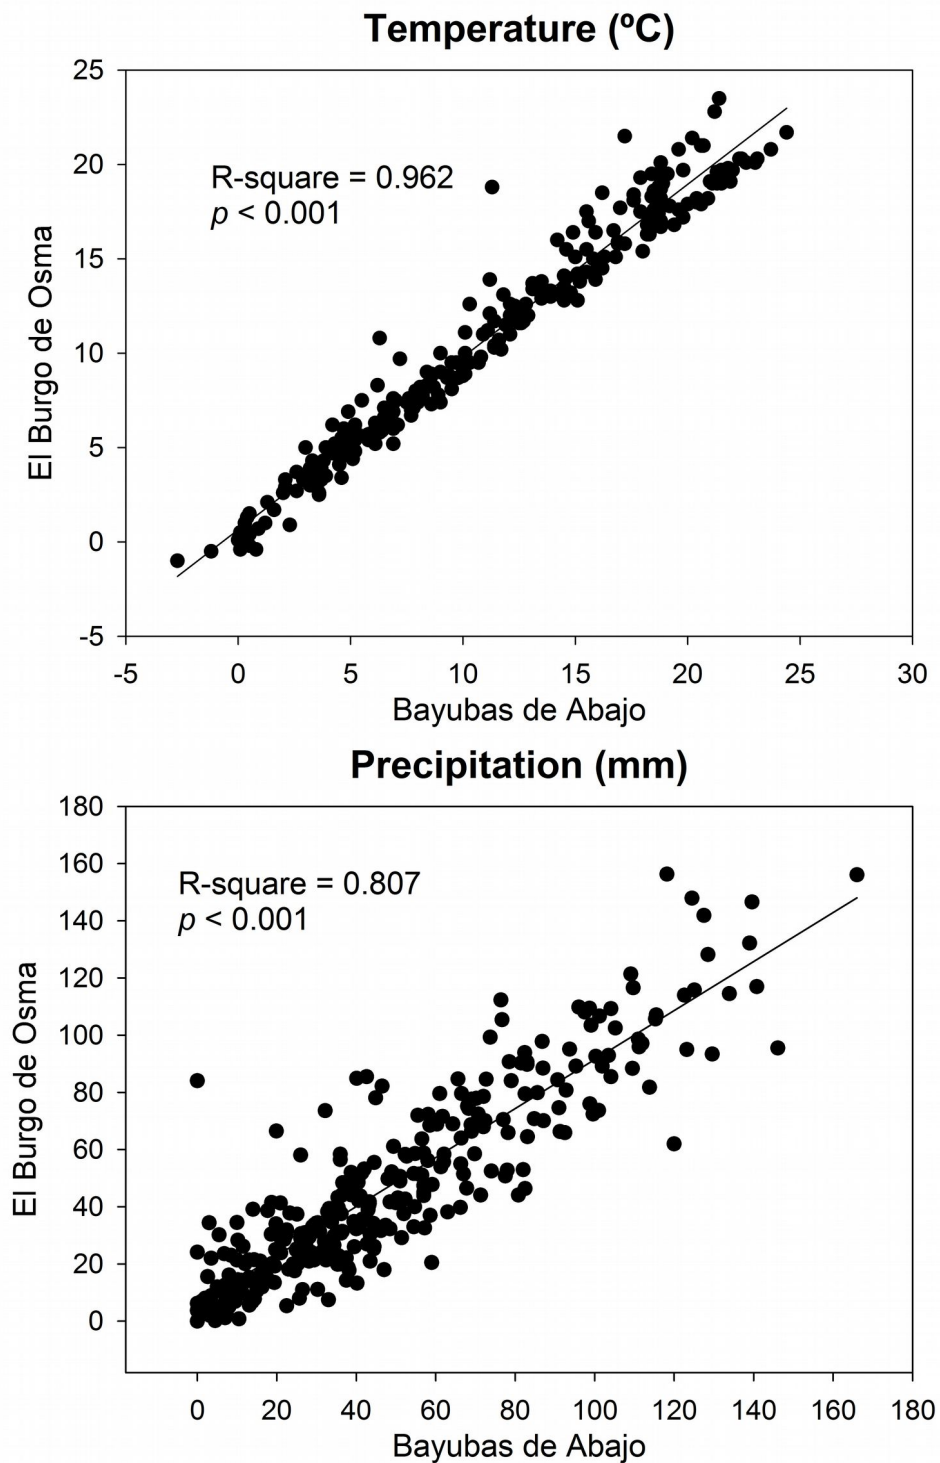 Temperature (ºC)
25
20
15
10
5
0
-5
R-square = 0.962
p < 0.001
El Burgo de Osma
-5 0 5 10 15 20 25 30
Bayubas de Abajo
Precipitation (mm)
180
160
140
120
100
80
60
40
20
0
R-square = 0.807
p < 0.001
El Burgo de Osma
0 20 40 60 80 100 120 140 160 180
Bayubas de Abajo